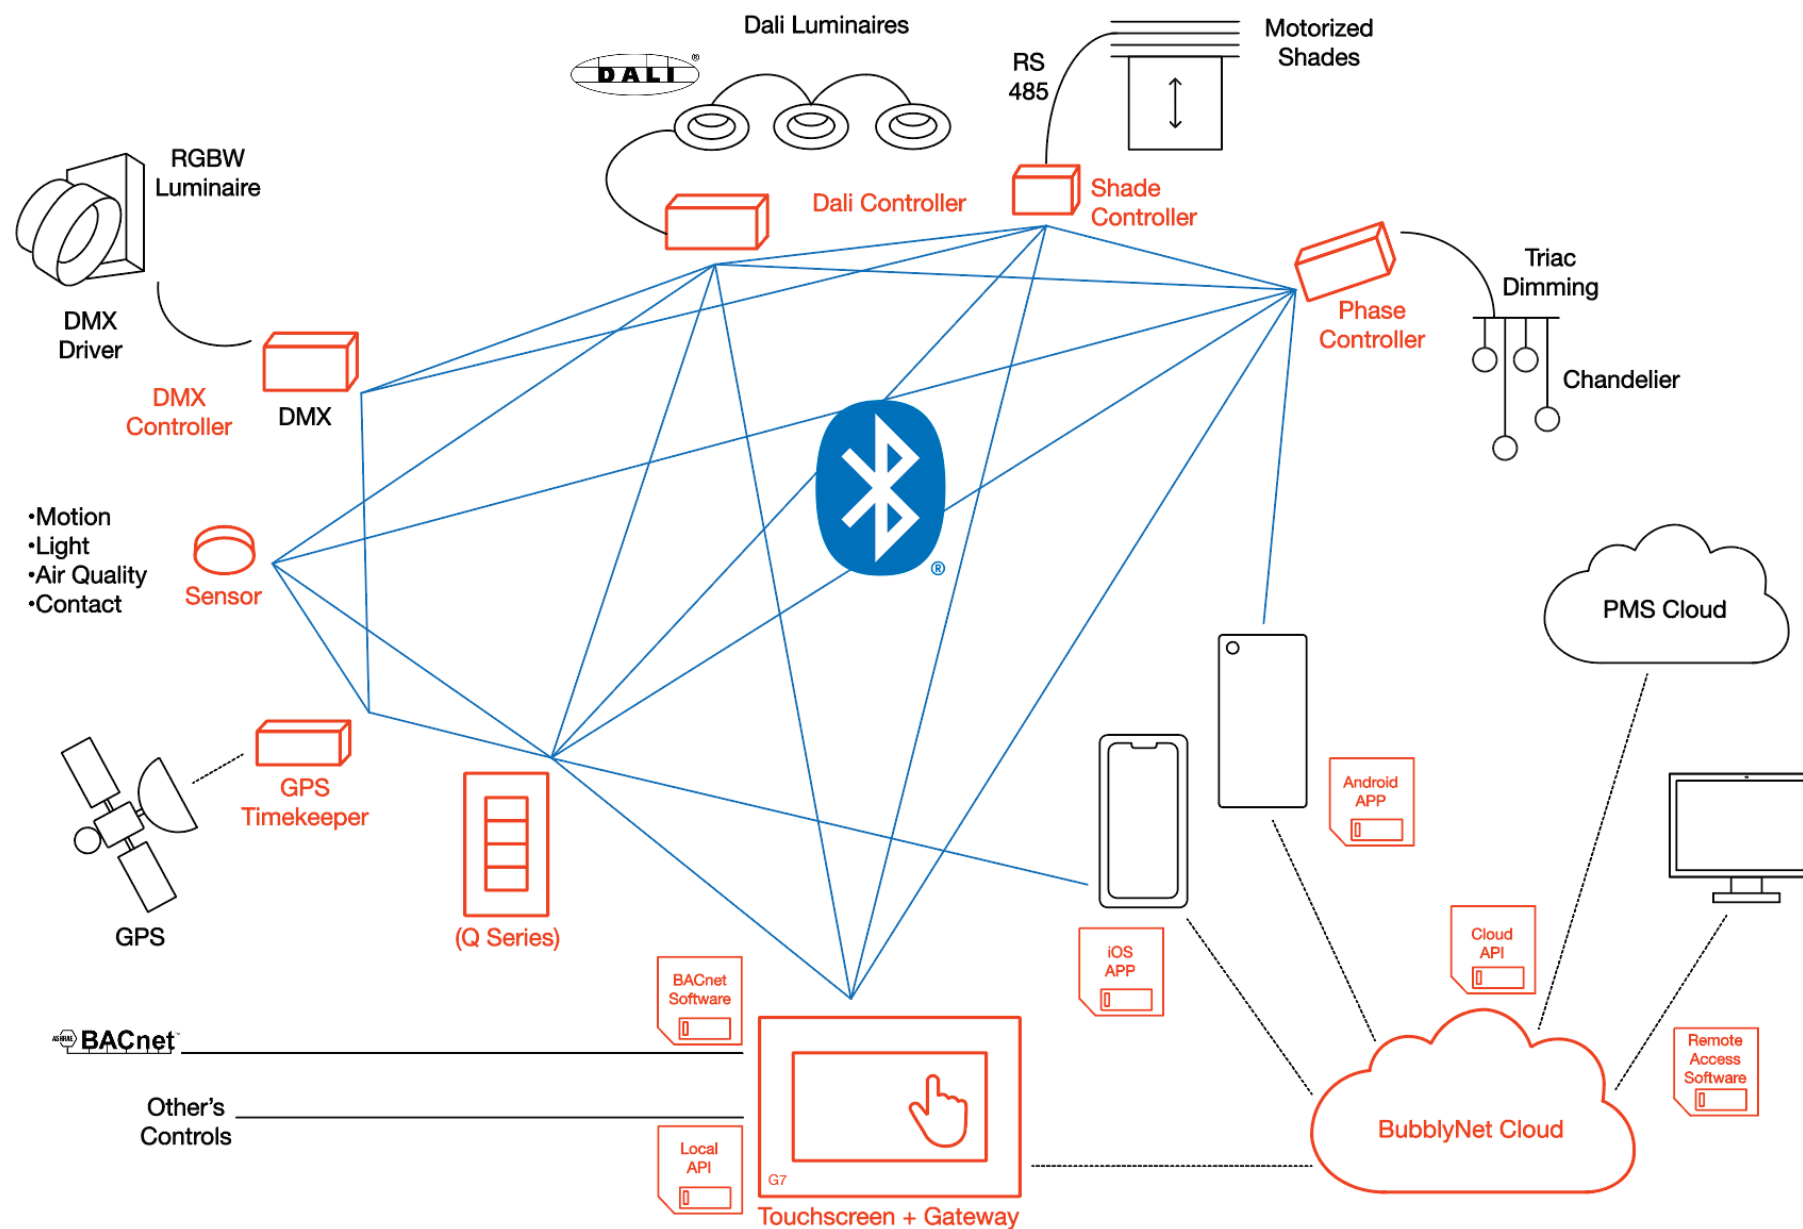 Dali Luminaires
DALI
®
RS
485
Motorized
Shades
RGBW
Luminaire
Dali Controller
Shade
Controller
Triac
Dimming
Phase
Controller
DMX
Driver
DMX
Controller
DMX
Chandelier
•Motion
•Light
•Air Quality
•Contact
Sensor
®
PMS Cloud
GPS
Timekeeper
Android
APP
GPS
(Q Series)
iOS
APP
Cloud
API
BACnet
Software
ASHRAE BACnet™
Remote
Access
Software
Other's
Controls
BubblyNet Cloud
Local
API
G7
Touchscreen + Gateway